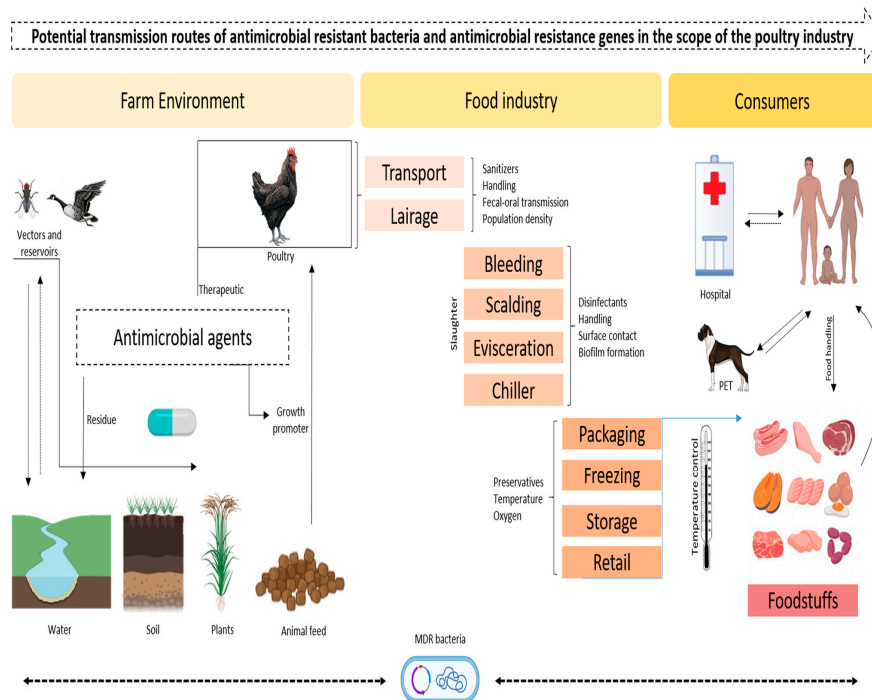 Potential transmission routes of antimicrobial resistant bacteria and antimicrobial resistance genes in the scope of the poultry industry
Farm Environment
Food industry
Consumers
Vectors and
reservoirs
Poultry
Therapeutic
Antimicrobial agents
Residue
Growth
promoter
Water
Soil
Plants
Animal feed
Transport
Lairage
Sanitizers
Handling
Fecal-oral transmission
Population density
Slaughter
Bleeding
Scalding
Evisceration
Chiller
Disinfectants
Handling
Surface contact
Biofilm formation
Preservatives
Temperature
Oxygen
Packaging
Freezing
Storage
Retail
Temperature control
Hospital
PET
Food handling
Foodstuffs
MDR bacteria